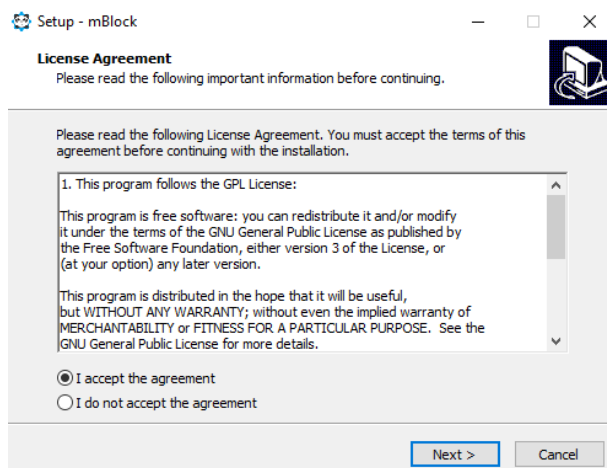 Setup - mBlock
License Agreement
Please read the following important information before continuing.
Please read the following License Agreement. You must accept the terms of this
agreement before continuing with the installation.
1. This program follows the GPL License:
This program is free software: you can redistribute it and/or modify
it under the terms of the GNU General Public License as published by
the Free Software Foundation, either version 3 of the License, or
(at your option) any later version.
This program is distributed in the hope that it will be useful,
but WITHOUT ANY WARRANTY; without even the implied warranty of
MERCHANTABILITY or FITNESS FOR A PARTICULAR PURPOSE.  See the
GNU General Public License for more details.
I accept the agreement
I do not accept the agreement
Next >
Cancel